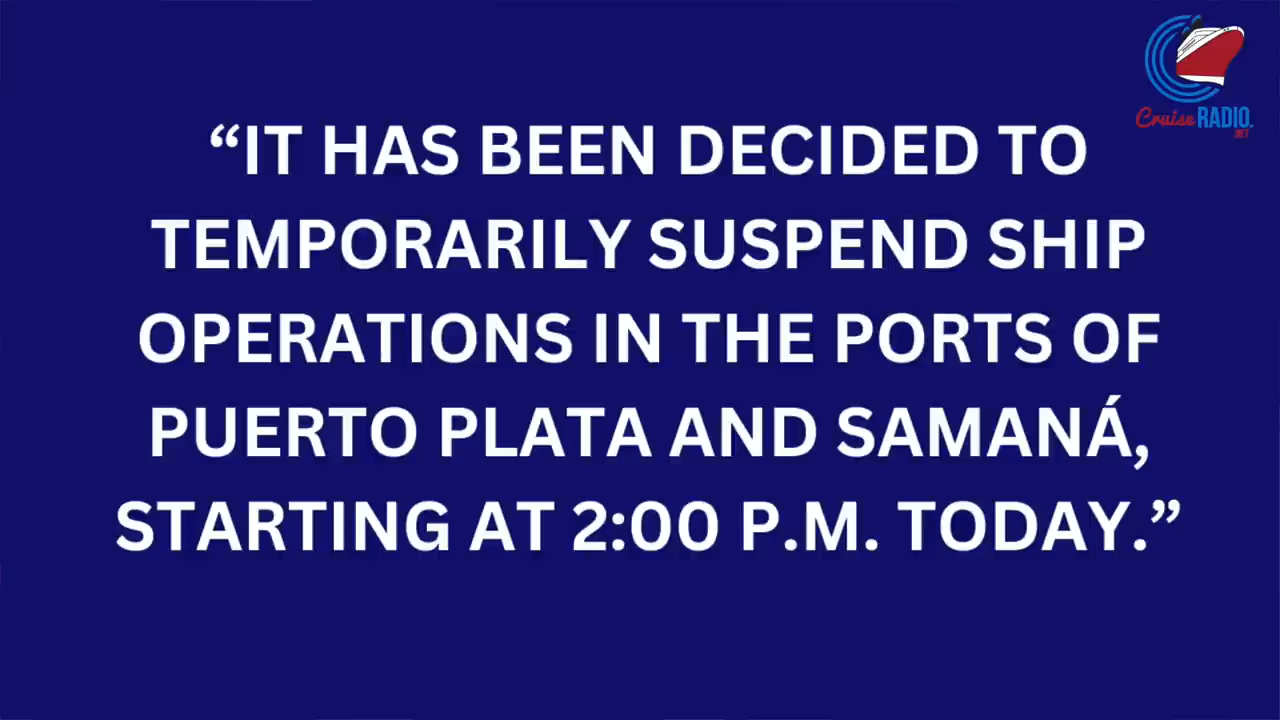 Cruise RADIO.
.NET
“IT HAS BEEN DECIDED TO
TEMPORARILY SUSPEND SHIP
OPERATIONS IN THE PORTS OF
PUERTO PLATA AND SAMANÁ,
STARTING AT 2:00 P.M. TODAY.”